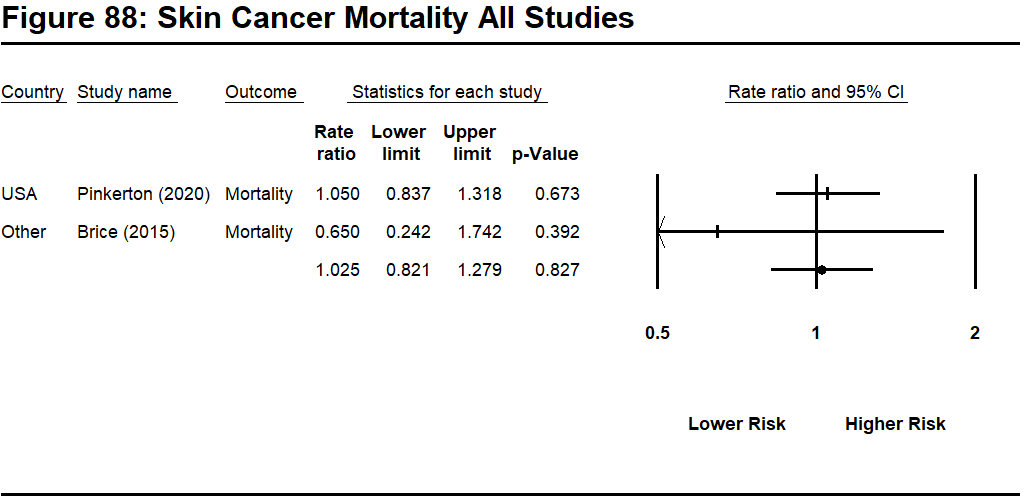 Figure 88: Skin Cancer Mortality All Studies
Country Study name Outcome Statistics for each study Rate ratio and 95% CI
Rate Lower Upper
ratio limit limit p-Value
USA Pinkerton (2020) Mortality 1.050 0.837 1.318 0.673
Other Brice (2015) Mortality 0.650 0.242 1.742 0.392
1.025 0.821 1.279 0.827
0.5 1 2
Lower Risk Higher Risk